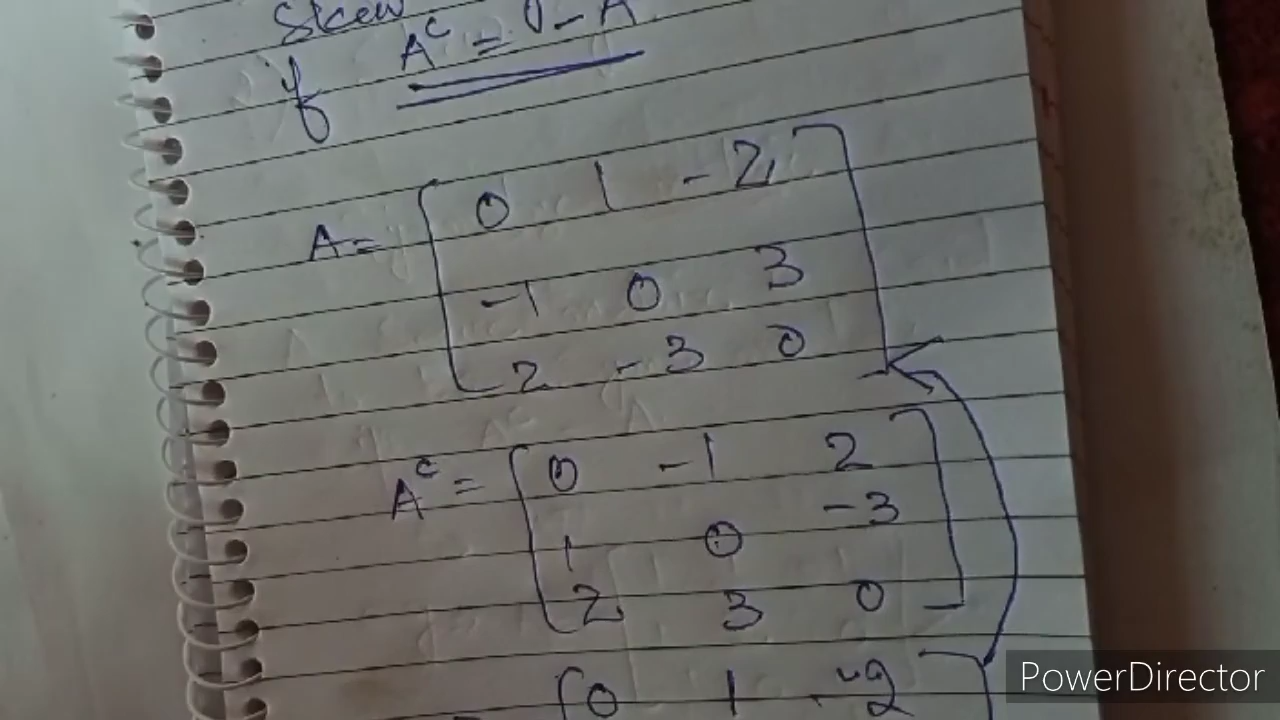 Skew
if A^c = 0 - A
A = [ 0 1 -2 ]
-1 0 3
2 -3 0
A^c = [ 0 -1 2 ]
-3
1 0
2 3 0
[ 0 1 - 2 ]
PowerDirector